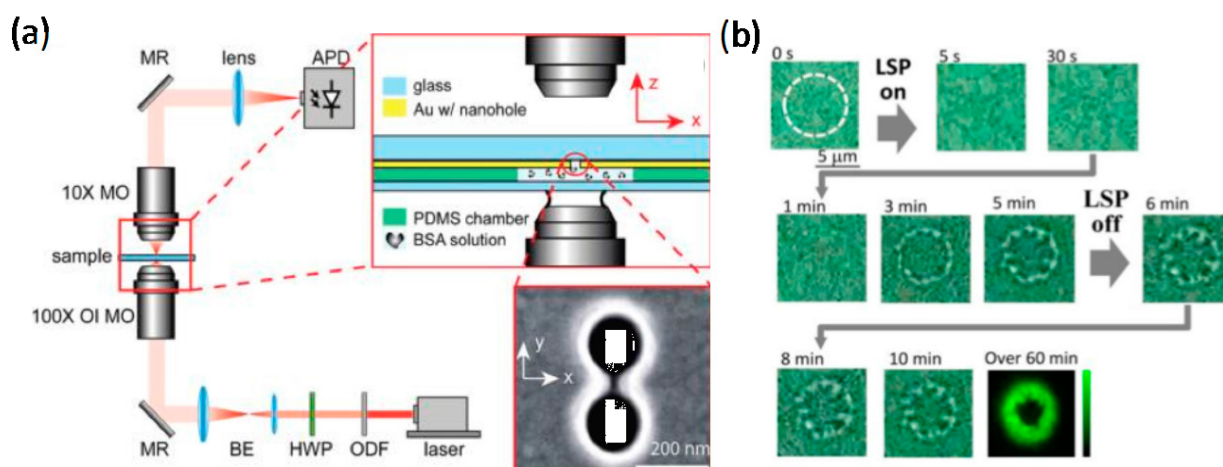 (a)
MR
lens
APD
10X MO
sample
100X OI MO
MR
BE
HWP
ODF
laser
glass
Au w/ nanohole
z
x
PDMS chamber
BSA solution
y
x
200 nm
(b)
0 s
LSP
on
5 s
30 s
5 μm
1 min
3 min
5 min
LSP
off
6 min
8 min
10 min
Over 60 min